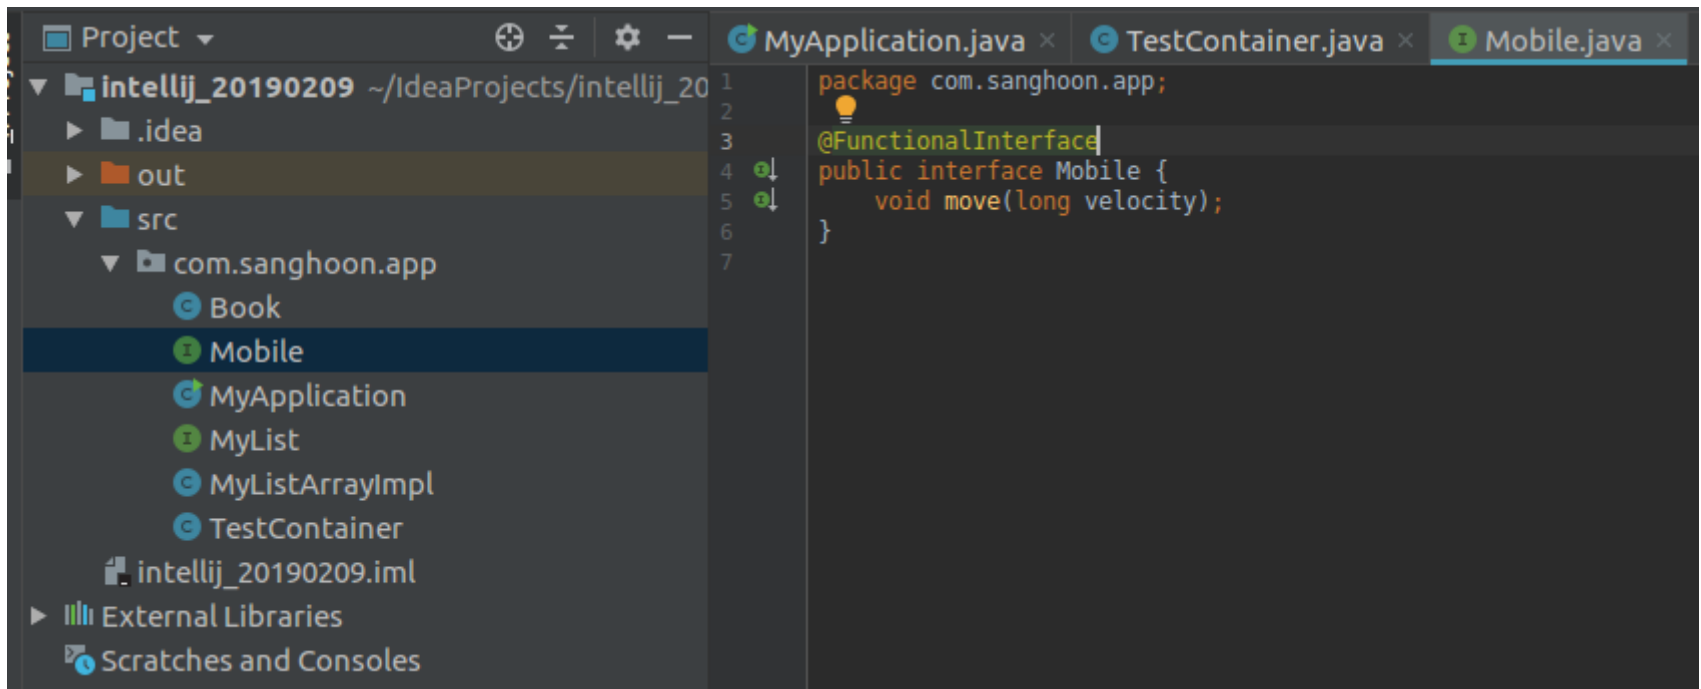 Project
intellij_20190209 ~/IdeaProjects/intellij_20
.idea
out
src
com.sanghoon.app
Book
Mobile
MyApplication
MyList
MyListArrayImpl
TestContainer
intellij_20190209.iml
External Libraries
Scratches and Consoles
MyApplication.java TestContainer.java Mobile.java
1 package com.sanghoon.app;
2
3 @FunctionalInterface
4 public interface Mobile {
5 void move(long velocity);
6 }
7